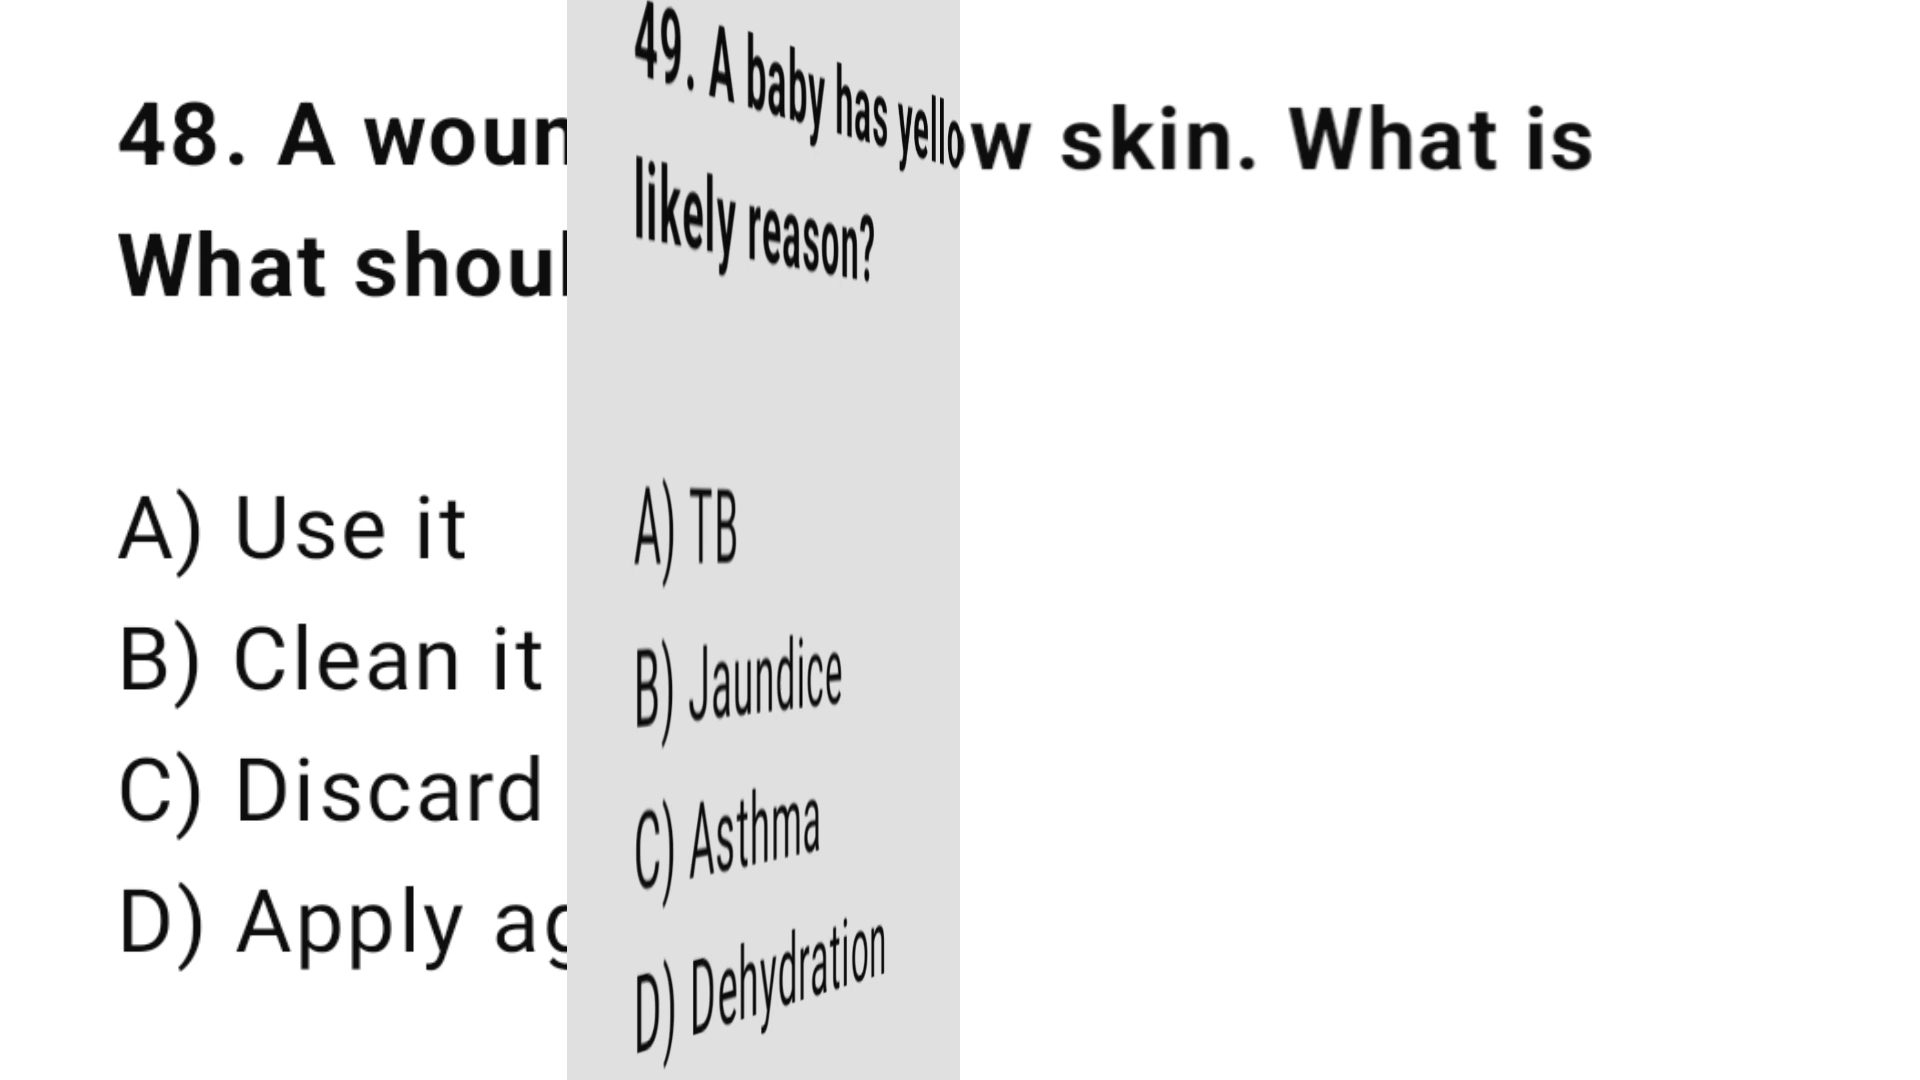 48. A woun
What shoul
A) Use it
B) Clean it
C) Discard
D) Apply ag
49. A baby has yellow skin. What is
likely reason?
A) TB
B) Jaundice
C) Asthma
D) Dehydration